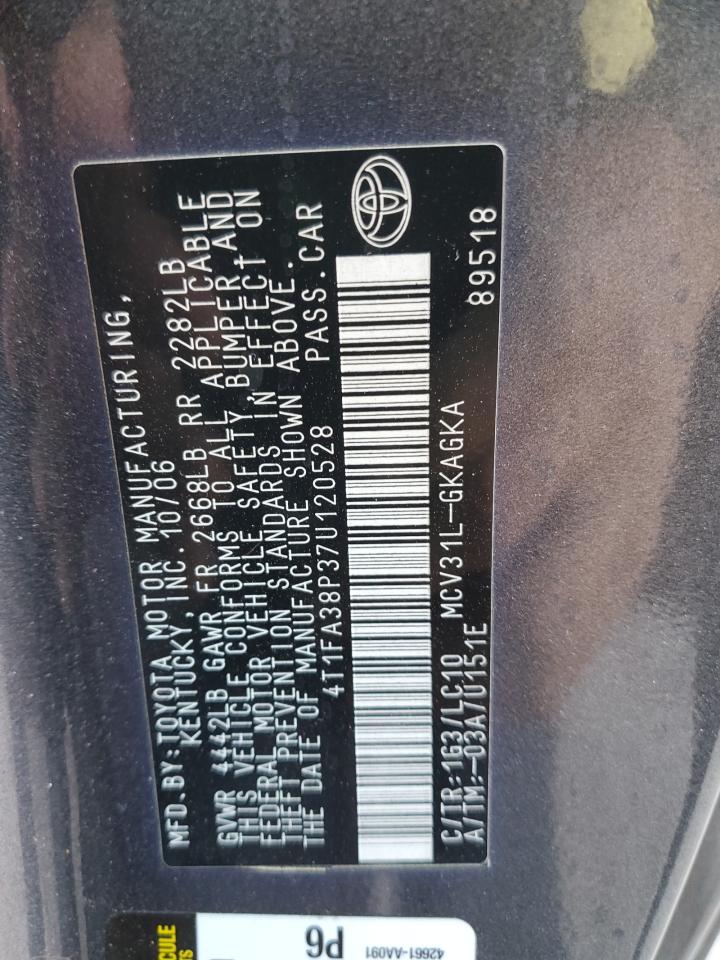 MFD.BY:TOYOTA MOTOR MANUFACTURING,
KENTUCKY, INC. 10/06
GVWR 4442LB GAWR FR 2668LB RR 2282LB
THIS VEHICLE CONFORMS TO ALL APPLICABLE
FEDERAL MOTOR VEHICLE SAFETY, BUMPER,AND
THEFT PREVENTION STANDARDS IN EFFECT ON
THE DATE OF MANUFACTURE SHOWN ABOVE.
4T1FA38P37U120528 PASS.CAR
C/TR:1G3/LC10 MCV31L-GKAGKA
A/TM:-03A/U151E 89518
P6
42661-AA091